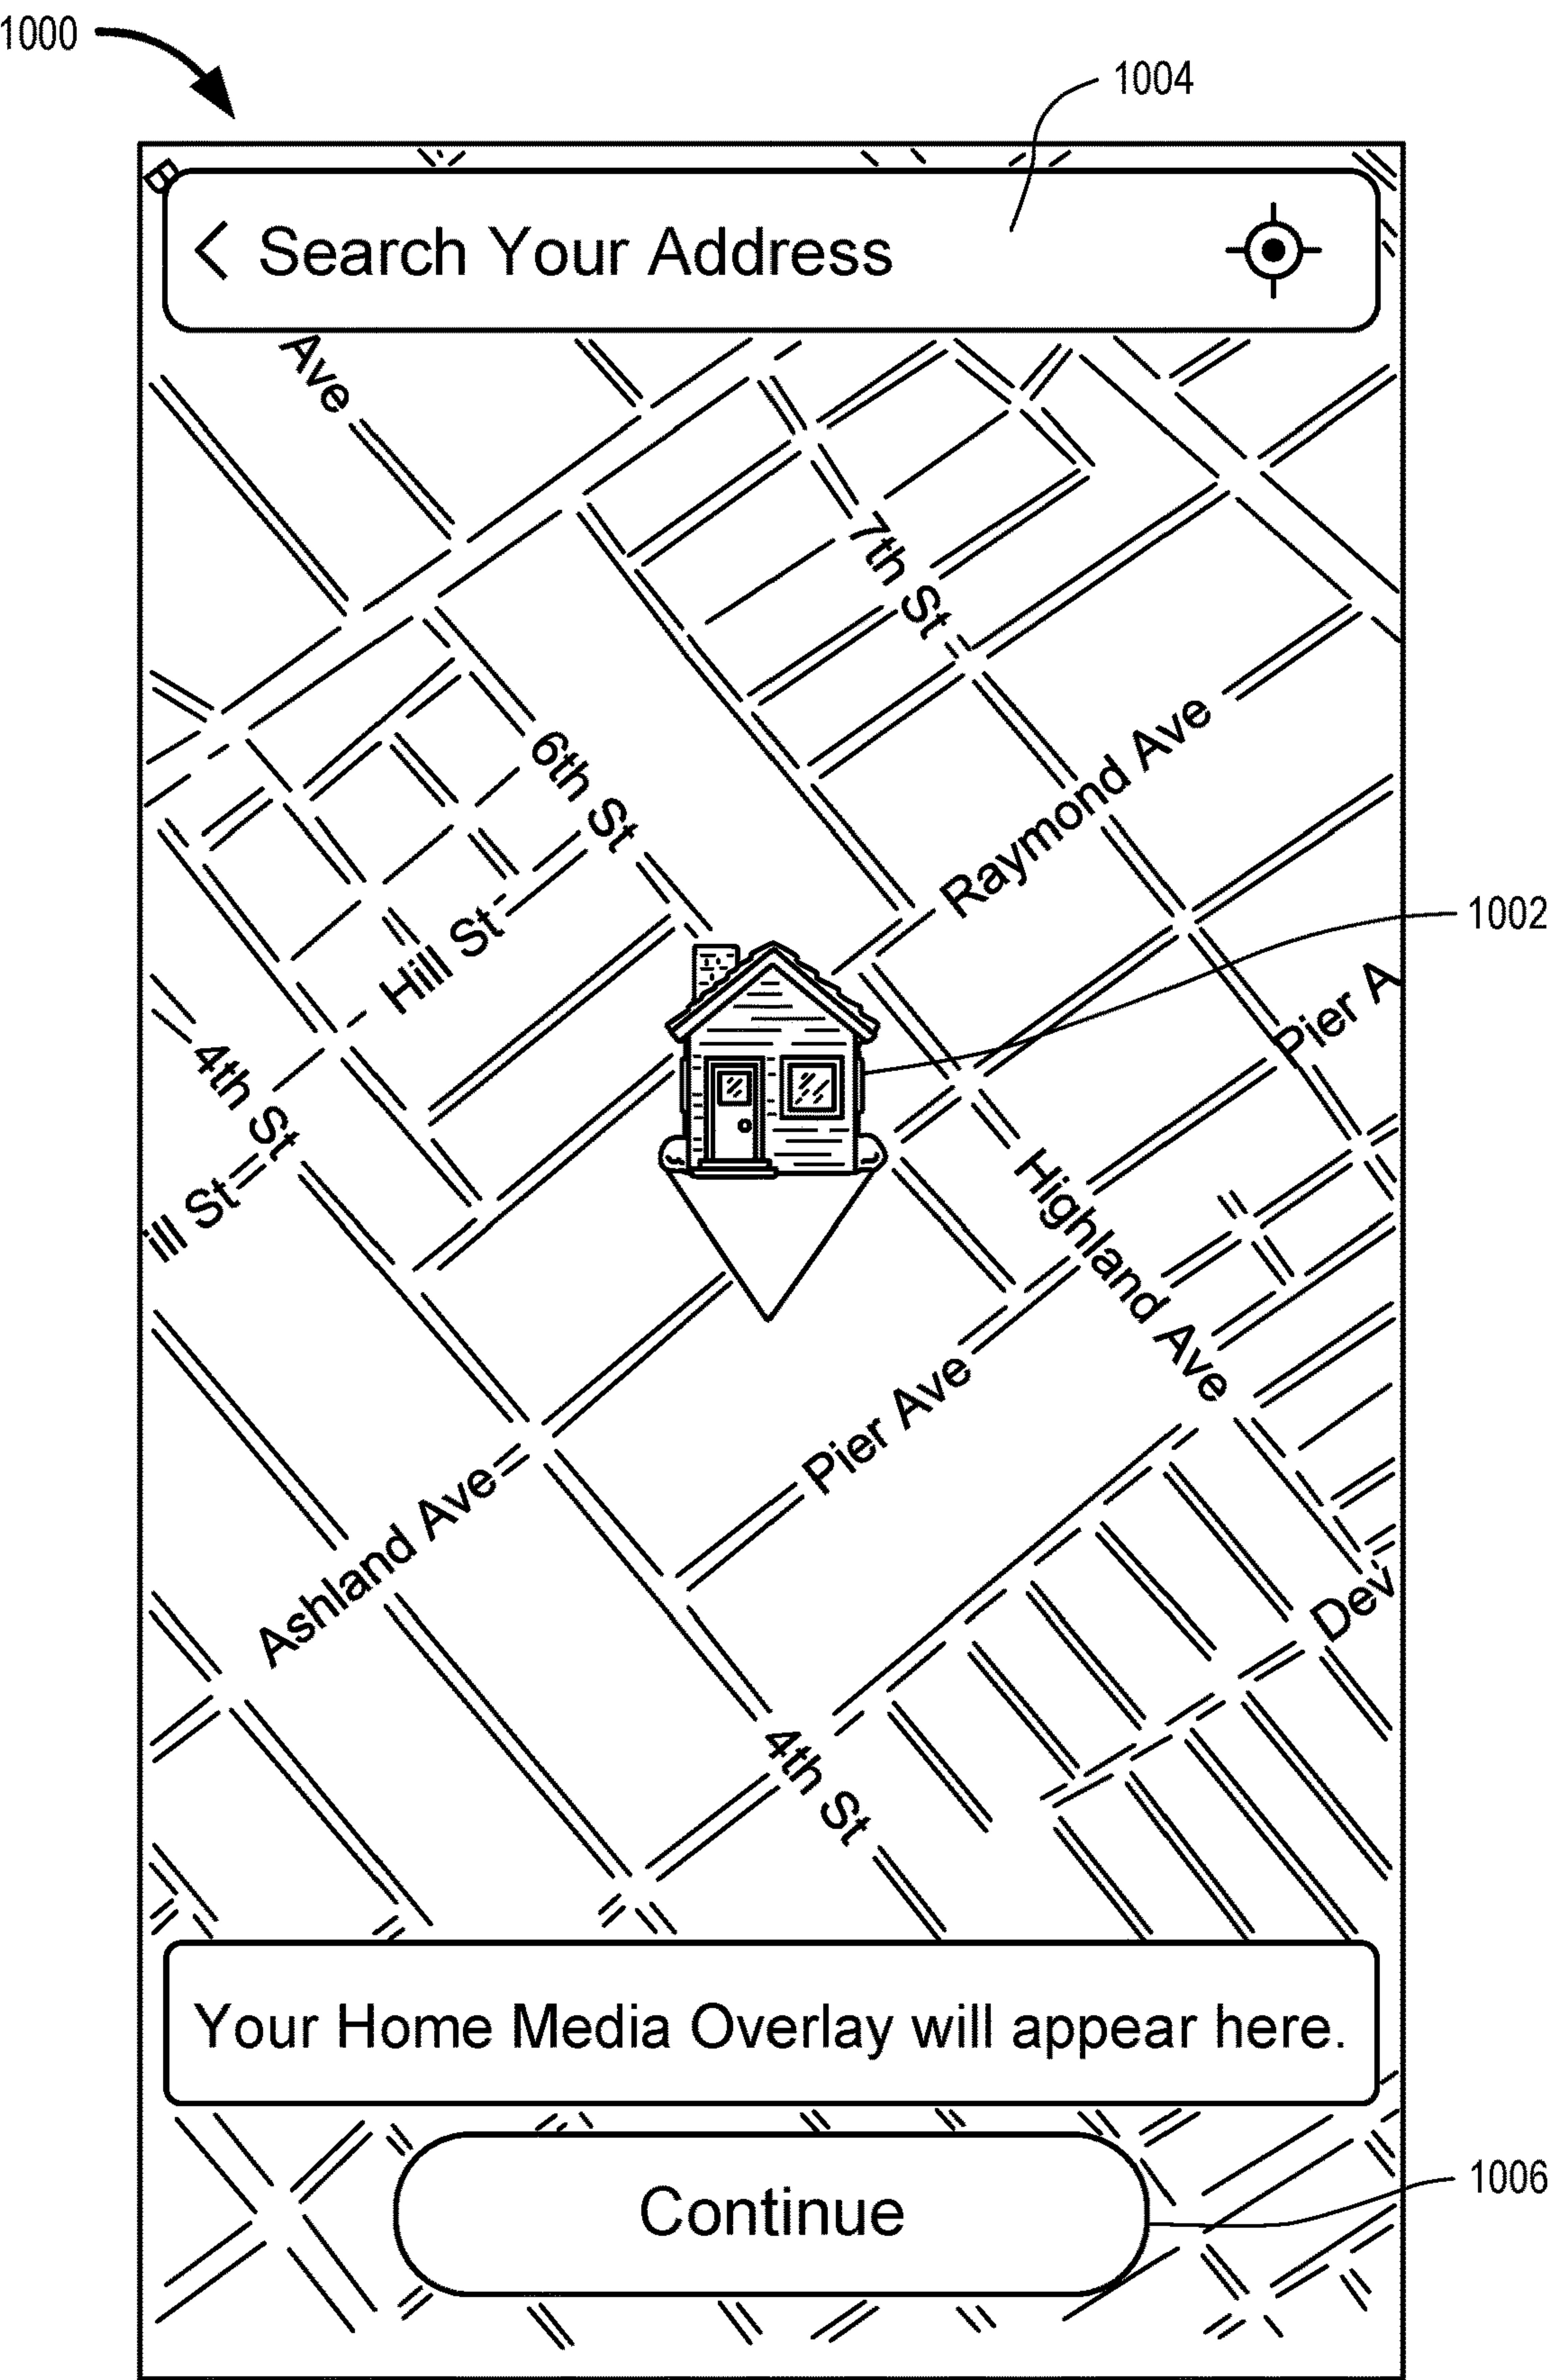 1000
1004
B
Search Your Address
Ave
7th St
6th St
Raymond Ave
1002
Hill St
Pier A
4th St
ill St
Highland Ave
Pier Ave
Ashland Ave
Dev
4th St
Your Home Media Overlay will appear here.
Continue
1006